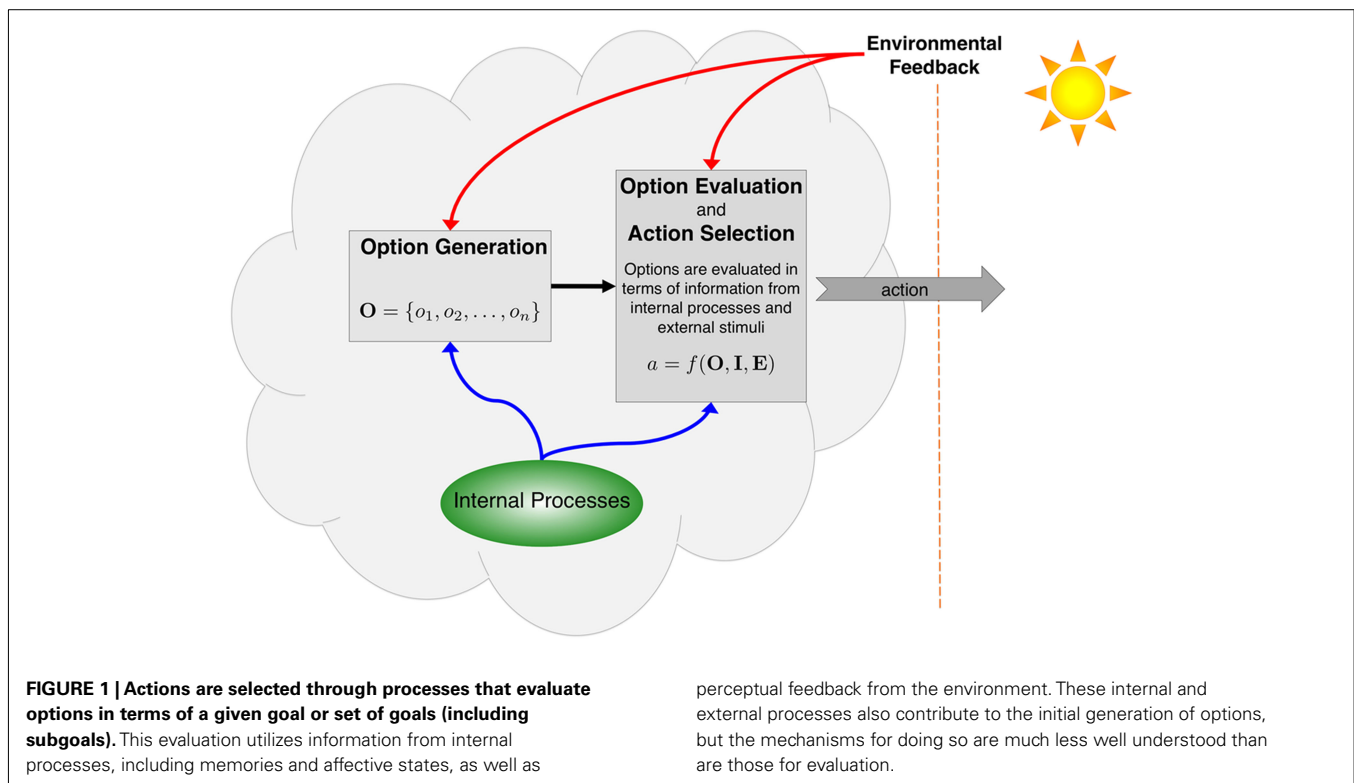 Environmental
Feedback
Option Evaluation
and
Action Selection
Options are evaluated in
terms of information from
internal processes and
external stimuli
a = f(O, I, E)
Option Generation
O = {o₁, o₂, . . . , oₙ}
action
Internal Processes
FIGURE 1 | Actions are selected through processes that evaluate
options in terms of a given goal or set of goals (including
subgoals). This evaluation utilizes information from internal
processes, including memories and affective states, as well as
perceptual feedback from the environment. These internal and
external processes also contribute to the initial generation of options,
but the mechanisms for doing so are much less well understood than
are those for evaluation.